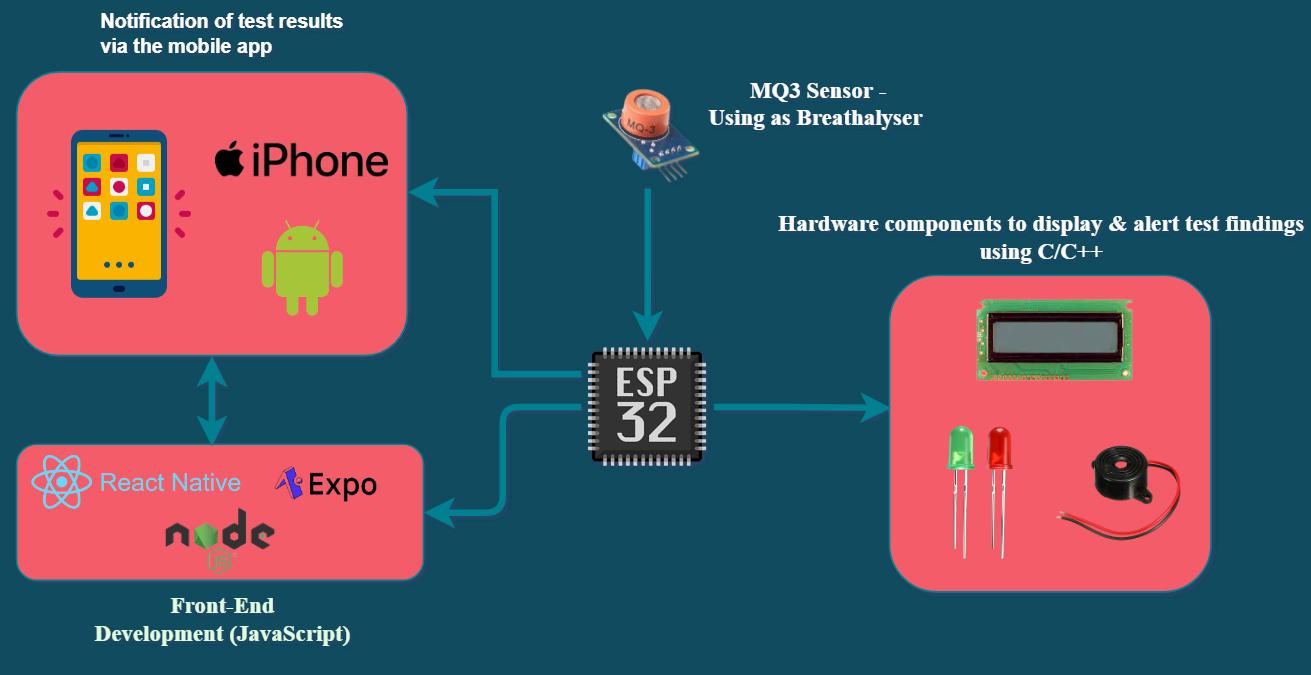 Notification of test results
via the mobile app
iPhone
MQ-3
MQ3 Sensor -
Using as Breathalyser
Hardware components to display & alert test findings
using C/C++
ESP
32
React Native
Expo
node
JS
Front-End
Development (JavaScript)